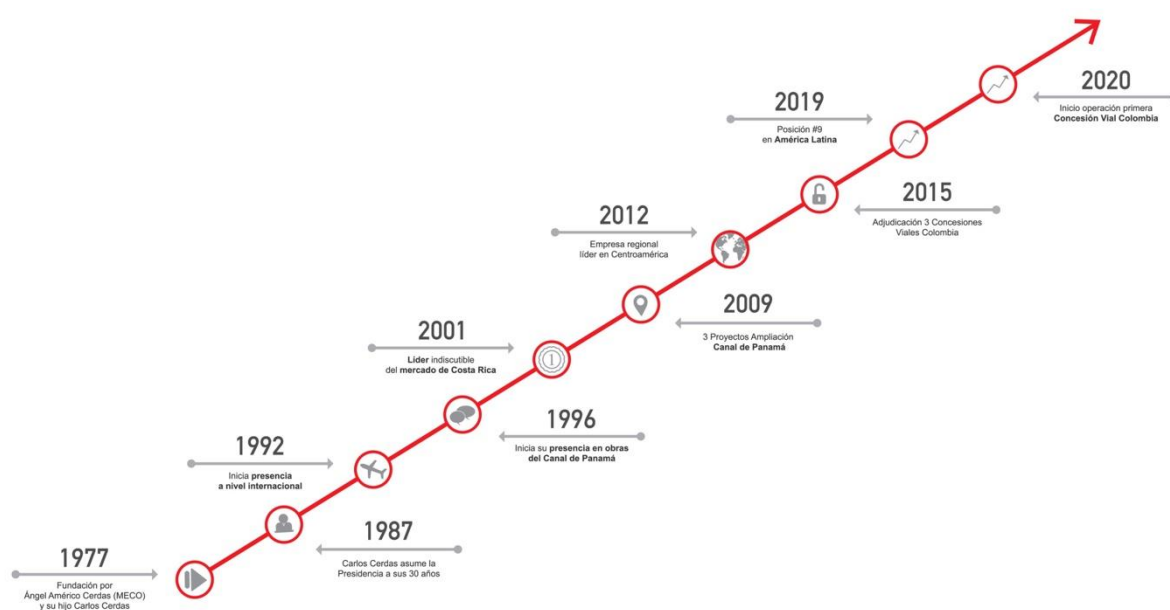 2020
Inicio operación primera
Concesión Vial Colombia
2019
Posición #9
en América Latina
2015
Adjudicación 3 Concesiones
Viales Colombia
2012
Empresa regional
líder en Centroamérica
2009
3 Proyectos Ampliación
Canal de Panamá
2001
Líder indiscutible
del mercado de Costa Rica
1
1996
Inicia su presencia en obras
del Canal de Panamá
1992
Inicia presencia
a nivel internacional
1987
Carlos Cerdas asume la
Presidencia a sus 30 años
1977
Fundación por
Ángel Américo Cerdas (MECO)
y su hijo Carlos Cerdas